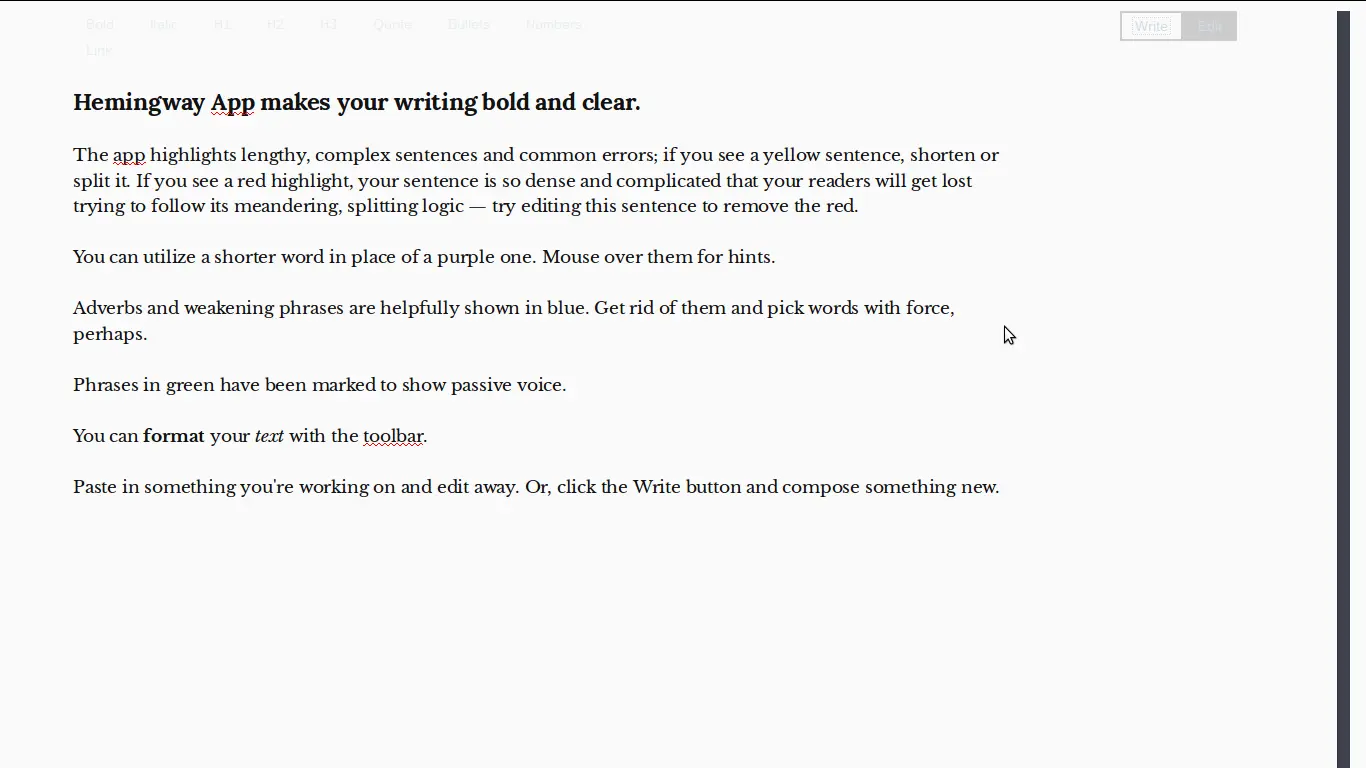 Bold Italic H1 H2 H3 Quote Bullets Numbers Write Edit
Link
Hemingway App makes your writing bold and clear.
The app highlights lengthy, complex sentences and common errors; if you see a yellow sentence, shorten or
split it. If you see a red highlight, your sentence is so dense and complicated that your readers will get lost
trying to follow its meandering, splitting logic — try editing this sentence to remove the red.
You can utilize a shorter word in place of a purple one. Mouse over them for hints.
Adverbs and weakening phrases are helpfully shown in blue. Get rid of them and pick words with force,
perhaps.
Phrases in green have been marked to show passive voice.
You can format your text with the toolbar.
Paste in something you're working on and edit away. Or, click the Write button and compose something new.